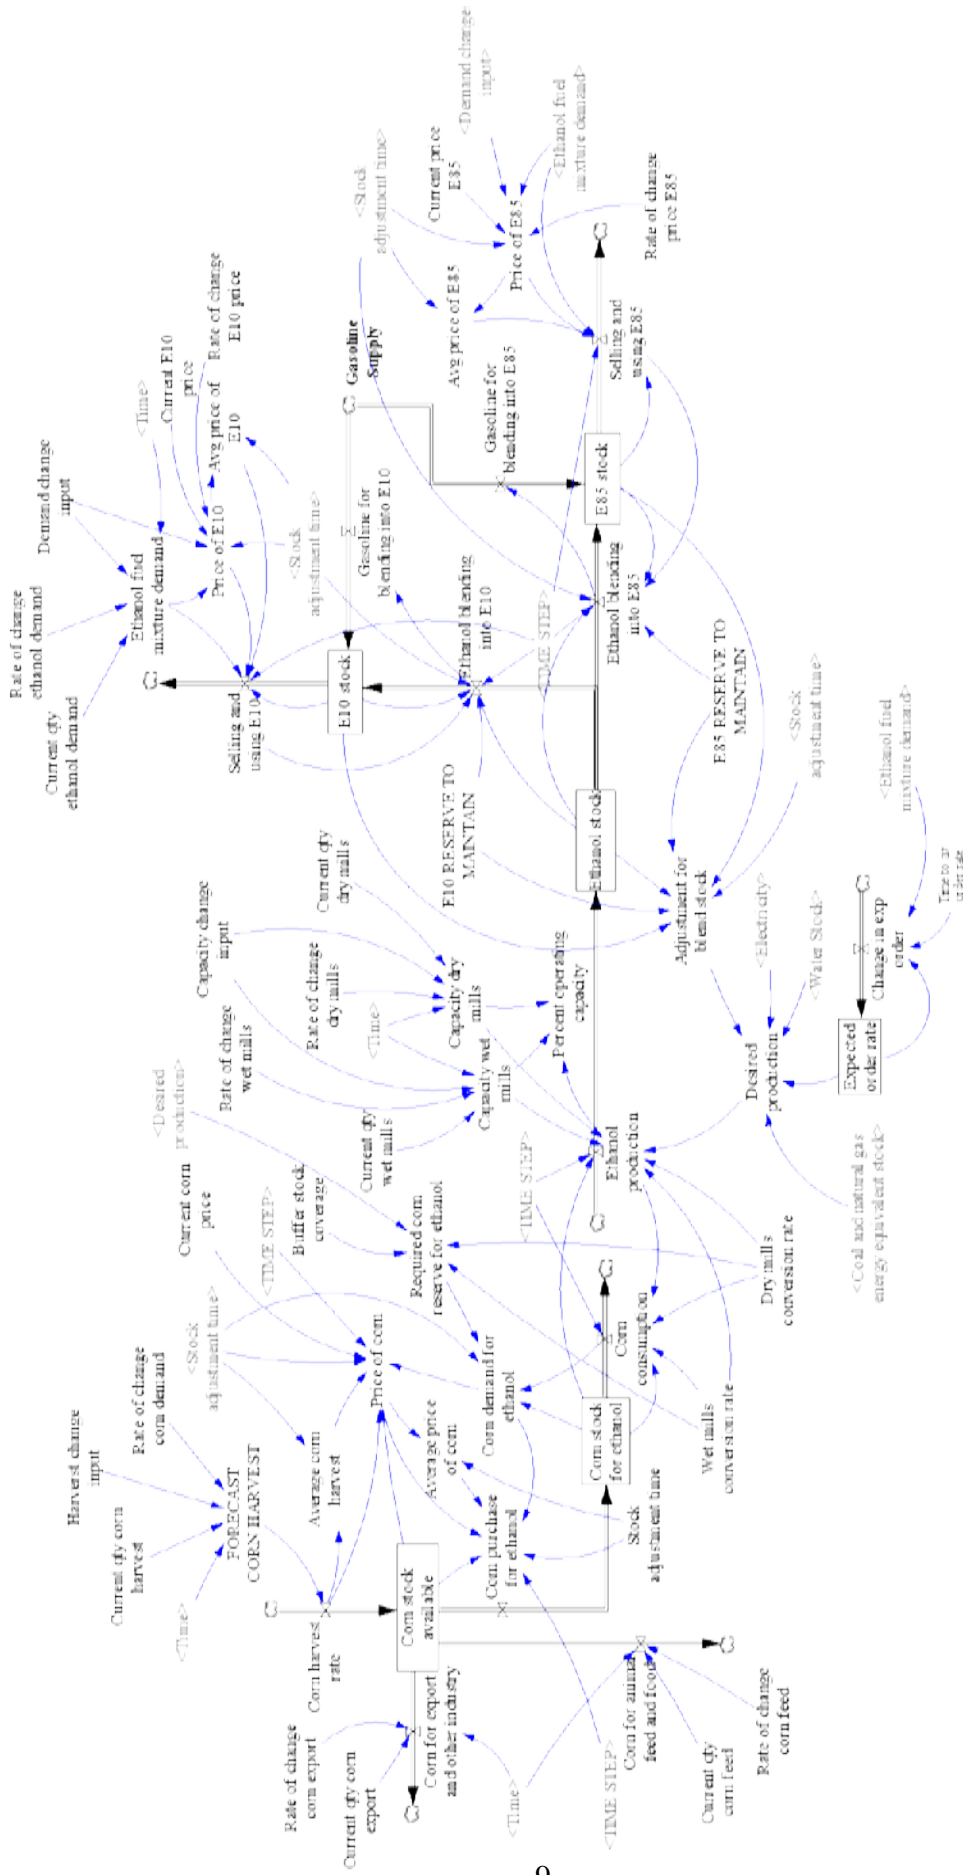 Rate of change
corn export
Current qty corn
export
Corn for export
and other industry
<Time>
<TIME STEP>
Corn for animal
feed and food
Current qty
corn feed
Rate of change
corn feed
<Time>
Current qty corn
harvest
Harverst change
input
Rate of change
corn demand
FORECAST
CORN HARVEST
Corn harvest
rate
Corn stock
available
Average corn
harvest
<Stock
adjustment time>
Current corn
price
<TIME STEP>
Price of corn
Average price
of corn
Corn purchase
for ethanol
Stock
adjustment time
Corn demand for
ethanol
Corn stock
for ethanol
Corn
consumption
Buffer stock
coverage
Required corn
reserve for ethanol
<Desired
production>
Wet mills
conversion rate
Dry mills
conversion rate
<TIME STEP>
Ethanol
production
Rate of change
wet mills
Current qty
wet mills
Capacity wet
mills
Capacity change
input
Rate of change
dry mills
<Time>
Current qty
dry mills
Capacity dry
mills
Percent operating
capacity
<Coal and natural gas
energy equivalent stock>
Desired
production
<Electricity>
<Water Stock>
Expected
order rate
Change in exp
order
<Ethanol fuel
mixture demand>
Adjustment for
blend stock
<Stock
adjustment time>
E10 RESERVE TO
MAINTAIN
E85 RESERVE TO
MAINTAIN
Ethanol stock
<TIME STEP>
Ethanol blending
into E10
Ethanol blending
into E85
E10 stock
E85 stock
Gasoline for
blending into E10
Gasoline for
blending into E85
Gasoline
Supply
Selling and
using E10
Selling and
using E85
Current qty
ethanol demand
Rate of change
ethanol demand
Ethanol fuel
mixture demand
Demand change
input
<Time>
Current E10
price
Price of E10
Avg price of
E10
Rate of change
E10 price
<Stock
adjustment time>
<Stock
adjustment time>
Current price
E85
<Demand change
input>
<Ethanol fuel
mixture demand>
Avg price of E85
Price of E85
Rate of change
price E85
9